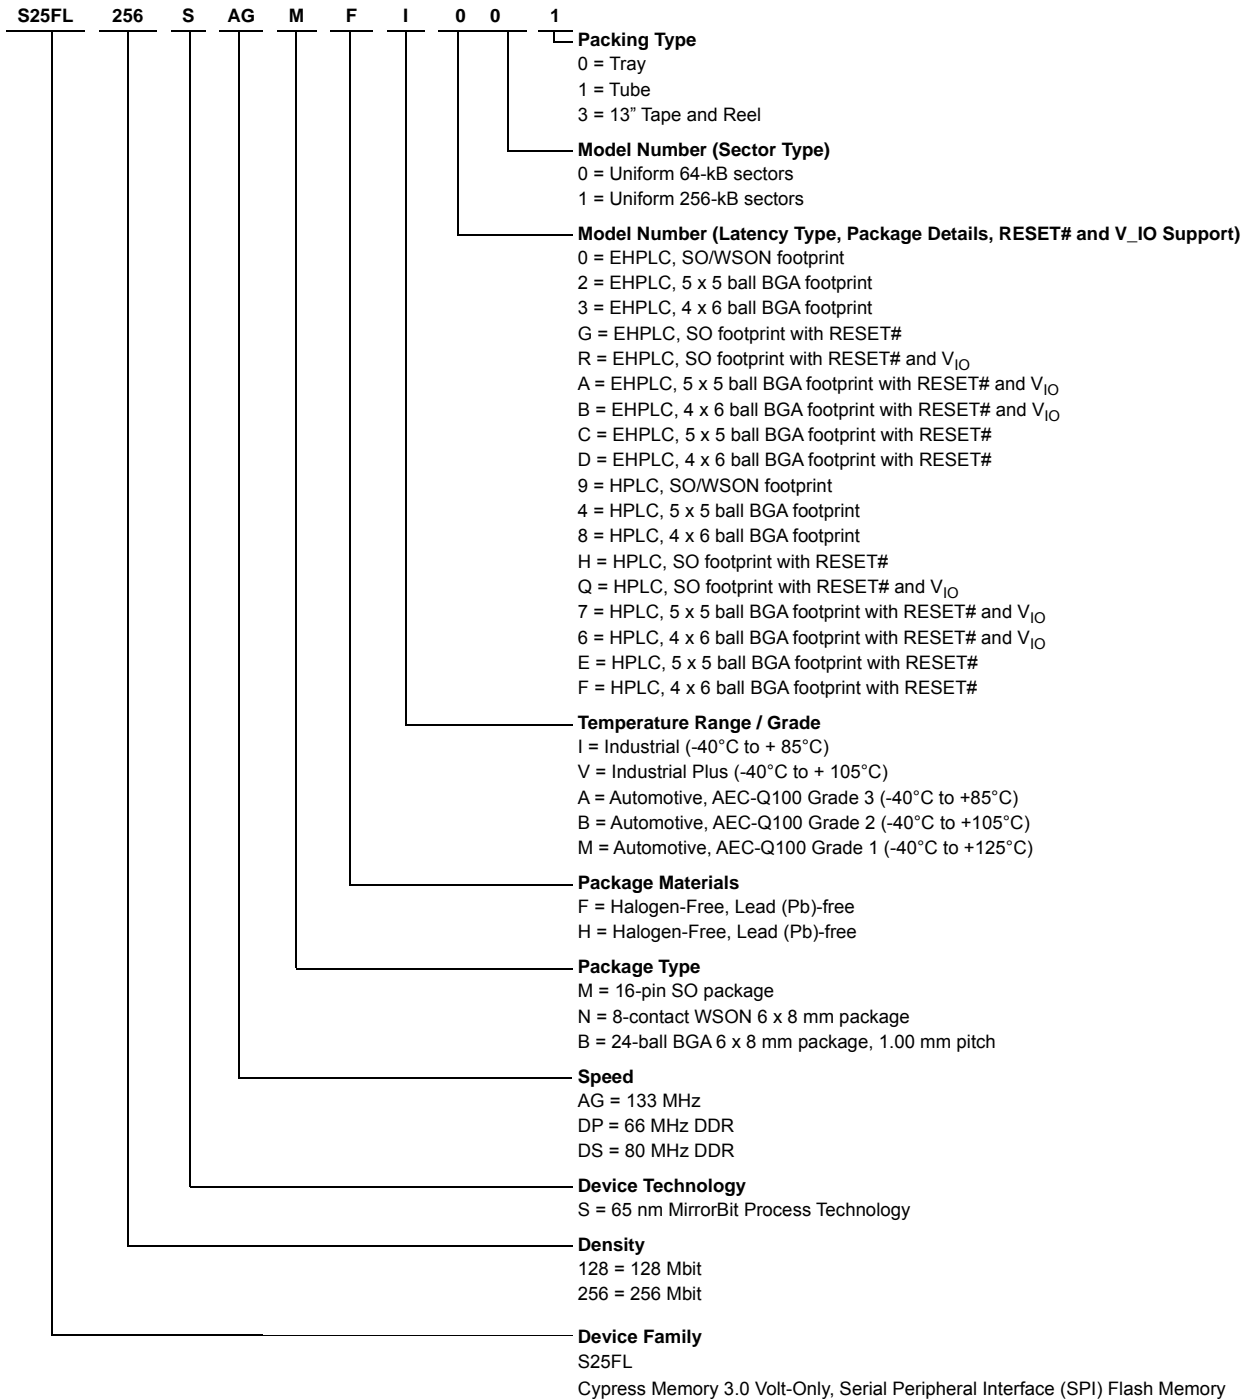 S25FL 256 S AG M F I 0 0 1
Packing Type
0 = Tray
1 = Tube
3 = 13” Tape and Reel
Model Number (Sector Type)
0 = Uniform 64-kB sectors
1 = Uniform 256-kB sectors
Model Number (Latency Type, Package Details, RESET# and V_IO Support)
0 = EHPLC, SO/WSON footprint
2 = EHPLC, 5 x 5 ball BGA footprint
3 = EHPLC, 4 x 6 ball BGA footprint
G = EHPLC, SO footprint with RESET#
R = EHPLC, SO footprint with RESET# and VIO
A = EHPLC, 5 x 5 ball BGA footprint with RESET# and VIO
B = EHPLC, 4 x 6 ball BGA footprint with RESET# and VIO
C = EHPLC, 5 x 5 ball BGA footprint with RESET#
D = EHPLC, 4 x 6 ball BGA footprint with RESET#
9 = HPLC, SO/WSON footprint
4 = HPLC, 5 x 5 ball BGA footprint
8 = HPLC, 4 x 6 ball BGA footprint
H = HPLC, SO footprint with RESET#
Q = HPLC, SO footprint with RESET# and VIO
7 = HPLC, 5 x 5 ball BGA footprint with RESET# and VIO
6 = HPLC, 4 x 6 ball BGA footprint with RESET# and VIO
E = HPLC, 5 x 5 ball BGA footprint with RESET#
F = HPLC, 4 x 6 ball BGA footprint with RESET#
Temperature Range / Grade
I = Industrial (-40°C to + 85°C)
V = Industrial Plus (-40°C to + 105°C)
A = Automotive, AEC-Q100 Grade 3 (-40°C to +85°C)
B = Automotive, AEC-Q100 Grade 2 (-40°C to +105°C)
M = Automotive, AEC-Q100 Grade 1 (-40°C to +125°C)
Package Materials
F = Halogen-Free, Lead (Pb)-free
H = Halogen-Free, Lead (Pb)-free
Package Type
M = 16-pin SO package
N = 8-contact WSON 6 x 8 mm package
B = 24-ball BGA 6 x 8 mm package, 1.00 mm pitch
Speed
AG = 133 MHz
DP = 66 MHz DDR
DS = 80 MHz DDR
Device Technology
S = 65 nm MirrorBit Process Technology
Density
128 = 128 Mbit
256 = 256 Mbit
Device Family
S25FL
Cypress Memory 3.0 Volt-Only, Serial Peripheral Interface (SPI) Flash Memory